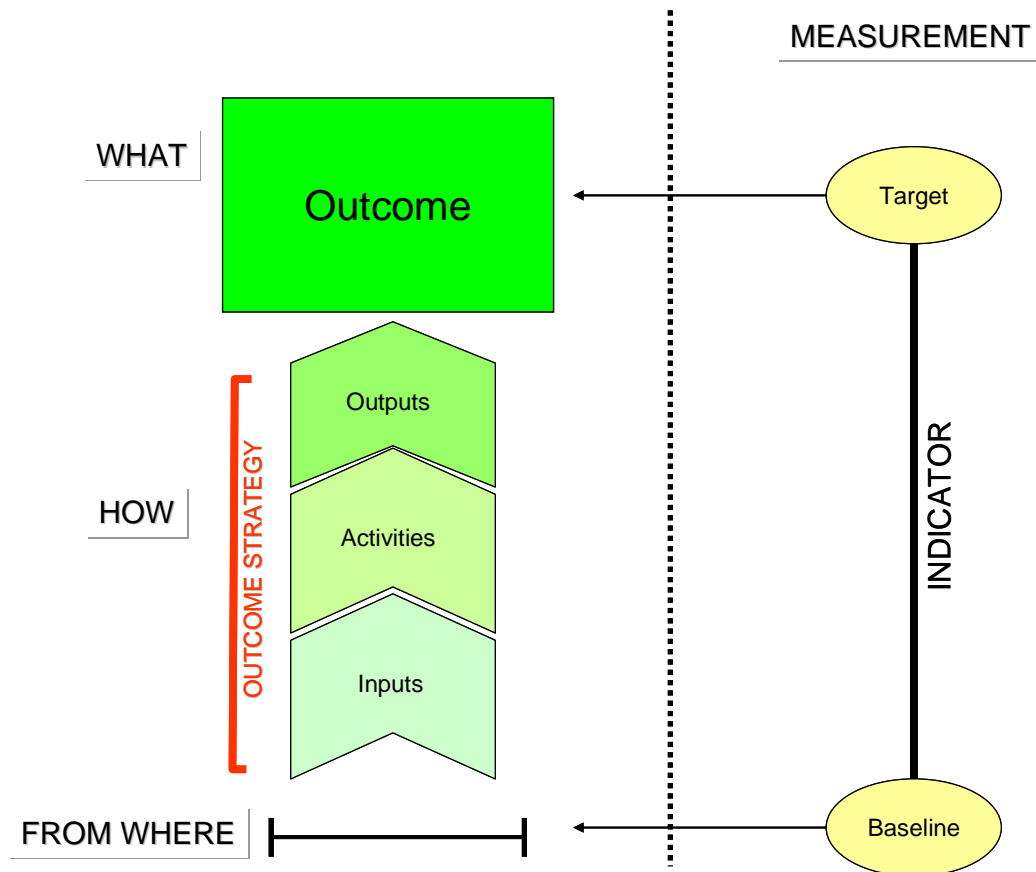 MEASUREMENT
WHAT
Outcome
Target
Outputs
HOW
OUTCOME STRATEGY
Activities
INDICATOR
Inputs
FROM WHERE
Baseline